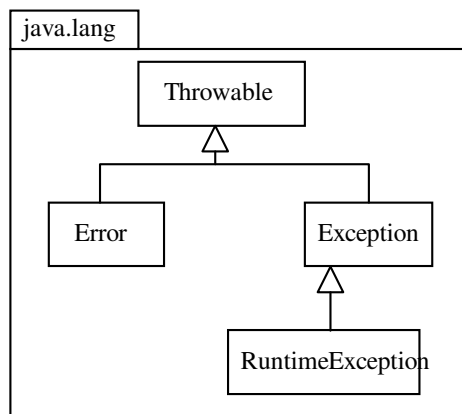 java.lang
Throwable
Error
Exception
RuntimeException